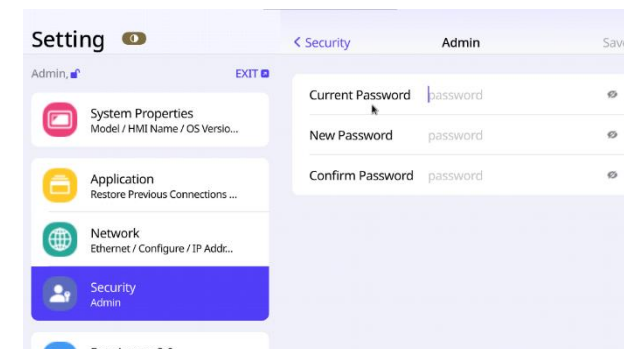 Setting
Admin,
EXIT
System Properties
Model / HMI Name / OS Versio...
Application
Restore Previous Connections ...
Network
Ethernet / Configure / IP Addr...
Security
Admin
< Security
Admin
Save
Current Password
password
New Password
password
Confirm Password
password